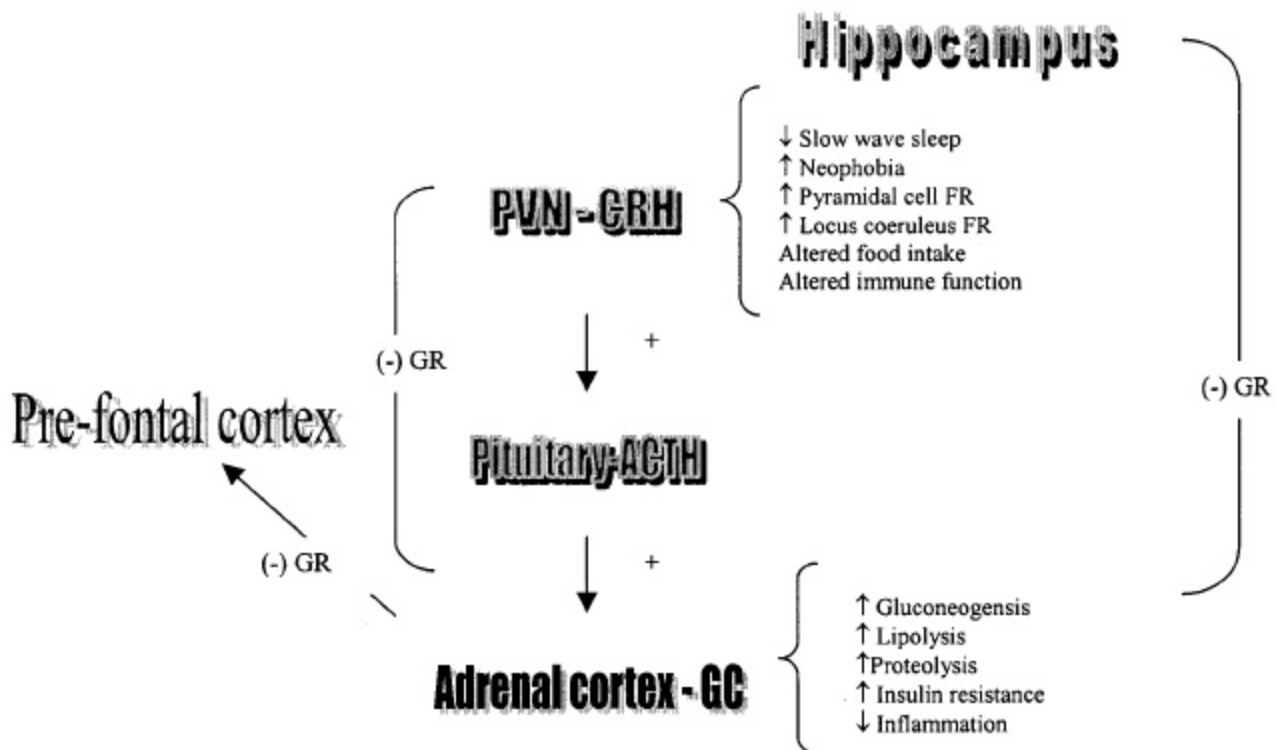 Hippocampus
↓ Slow wave sleep
↑ Neophobia
↑ Pyramidal cell FR
↑ Locus coeruleus FR
Altered food intake
Altered immune function
PVN - CRH
+
(-) GR
(-) GR
Pre-fontal cortex
Pituitary-ACTH
+
(-) GR
↑ Gluconeogensis
↑ Lipolysis
↑Proteolysis
↑ Insulin resistance
↓ Inflammation
Adrenal cortex - GC